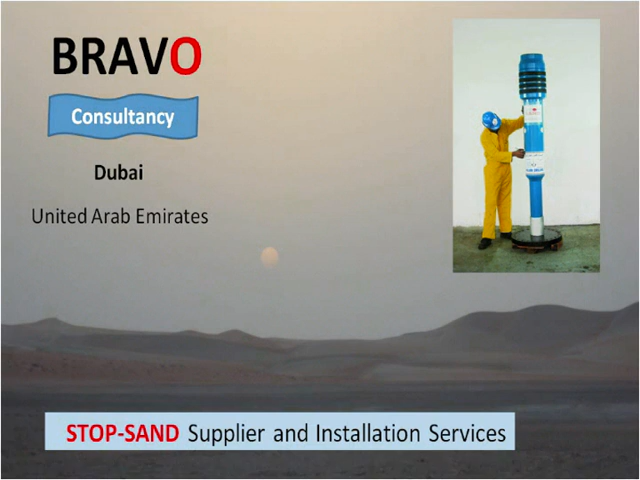 BRAVO
Consultancy
Dubai
United Arab Emirates
STOP-SAND Supplier and Installation Services